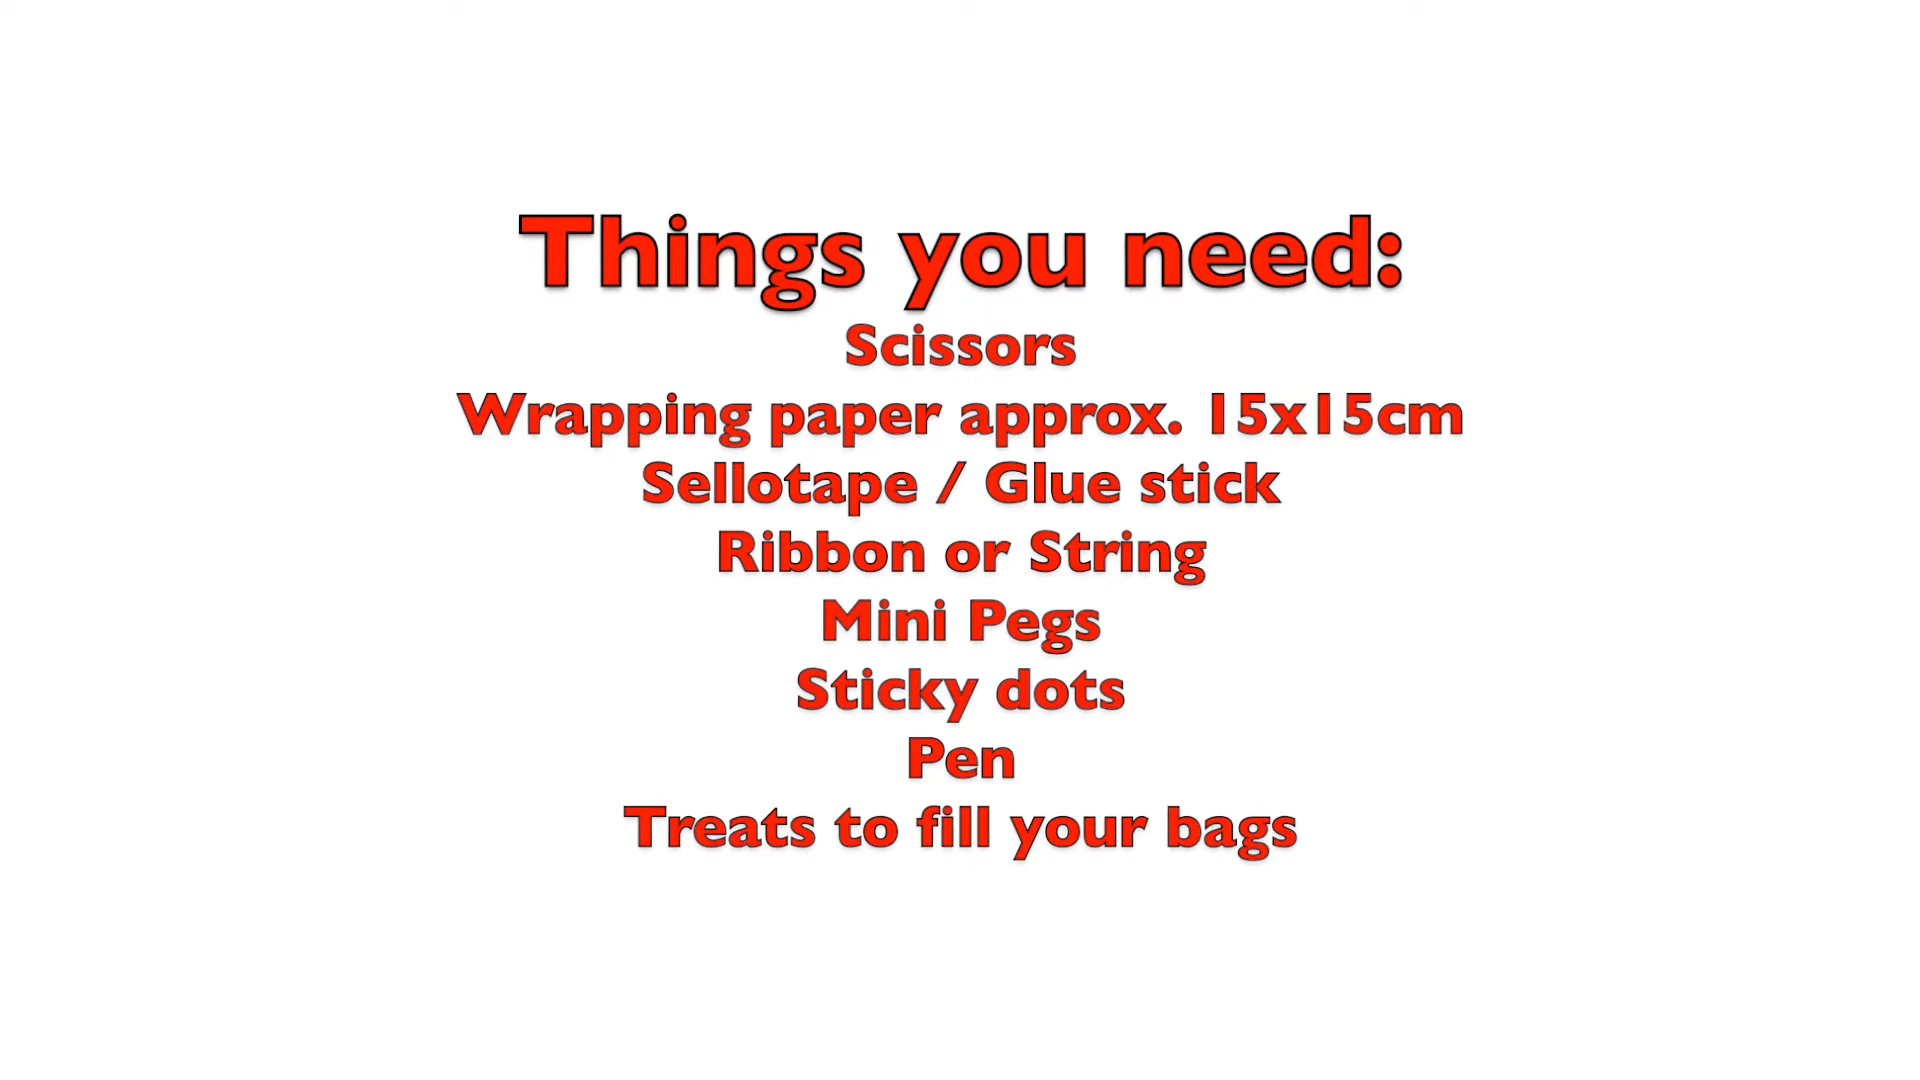 Things you need:
Scissors
Wrapping paper approx. 15x15cm
Sellotape / Glue stick
Ribbon or String
Mini Pegs
Sticky dots
Pen
Treats to fill your bags